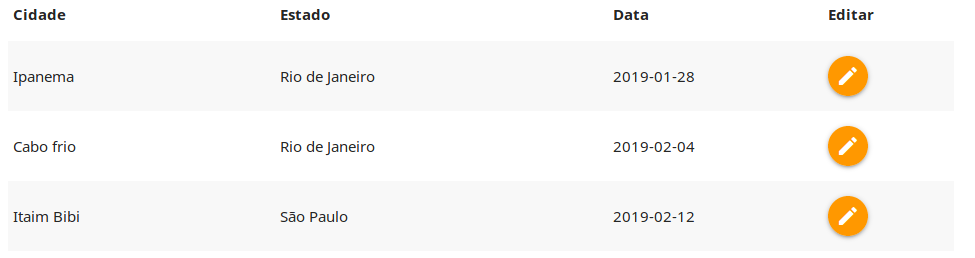 Cidade Estado Data Editar
Ipanema Rio de Janeiro 2019-01-28
Cabo frio Rio de Janeiro 2019-02-04
Itaim Bibi São Paulo 2019-02-12